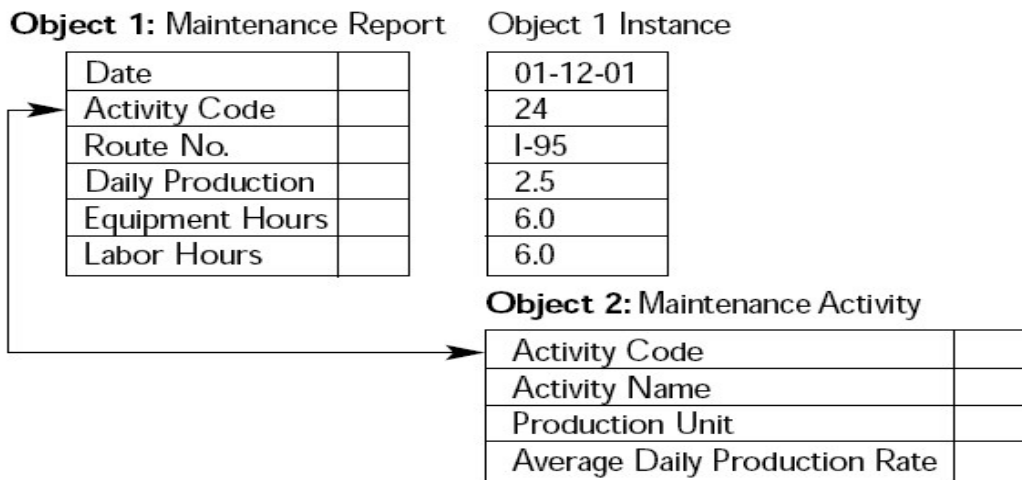 Object 1: Maintenance Report
Object 1 Instance
Date
01-12-01
Activity Code
24
Route No.
I-95
Daily Production
2.5
Equipment Hours
6.0
Labor Hours
6.0
Object 2: Maintenance Activity
Activity Code
Activity Name
Production Unit
Average Daily Production Rate